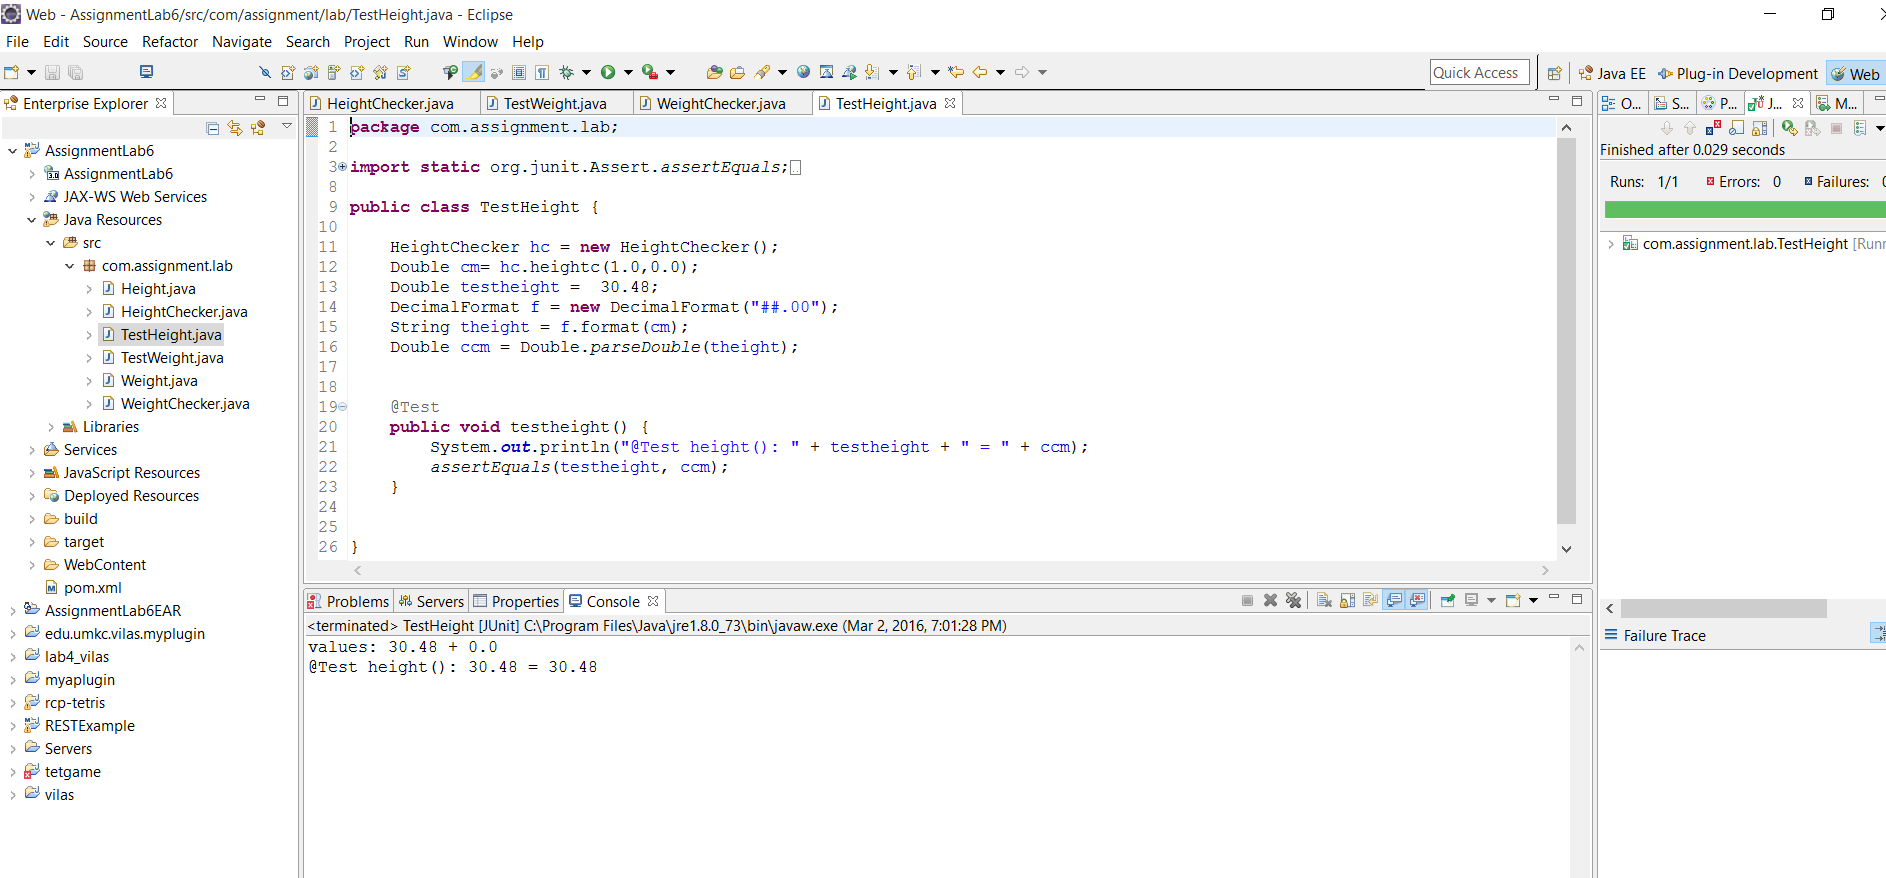 Web - AssignmentLab6/src/com/assignment/lab/TestHeight.java - Eclipse
File Edit Source Refactor Navigate Search Project Run Window Help
Quick Access Java EE Plug-in Development Web
Enterprise Explorer
AssignmentLab6
AssignmentLab6
JAX-WS Web Services
Java Resources
src
com.assignment.lab
Height.java
HeightChecker.java
TestHeight.java
TestWeight.java
Weight.java
WeightChecker.java
Libraries
Services
JavaScript Resources
Deployed Resources
build
target
WebContent
pom.xml
AssignmentLab6EAR
edu.umkc.vilas.myplugin
lab4_vilas
myaplugin
rcp-tetris
RESTExample
Servers
tetgame
vilas
HeightChecker.java TestWeight.java WeightChecker.java TestHeight.java
1 package com.assignment.lab;
2
3 import static org.junit.Assert.assertEquals;
8
9 public class TestHeight {
10
11 HeightChecker hc = new HeightChecker();
12 Double cm= hc.heightc(1.0,0.0);
13 Double testheight =  30.48;
14 DecimalFormat f = new DecimalFormat("##.00");
15 String theight = f.format(cm);
16 Double ccm = Double.parseDouble(theight);
17
18
19 @Test
20 public void testheight() {
21 System.out.println("@Test height(): " + testheight + " = " + ccm);
22 assertEquals(testheight, ccm);
23 }
24
25
26 }
Problems Servers Properties Console
<terminated> TestHeight [JUnit] C:\Program Files\Java\jre1.8.0_73\bin\javaw.exe (Mar 2, 2016, 7:01:28 PM)
values: 30.48 + 0.0
@Test height(): 30.48 = 30.48
O... S... P... J... M...
Finished after 0.029 seconds
Runs: 1/1 Errors: 0 Failures:
com.assignment.lab.TestHeight [Runr
Failure Trace